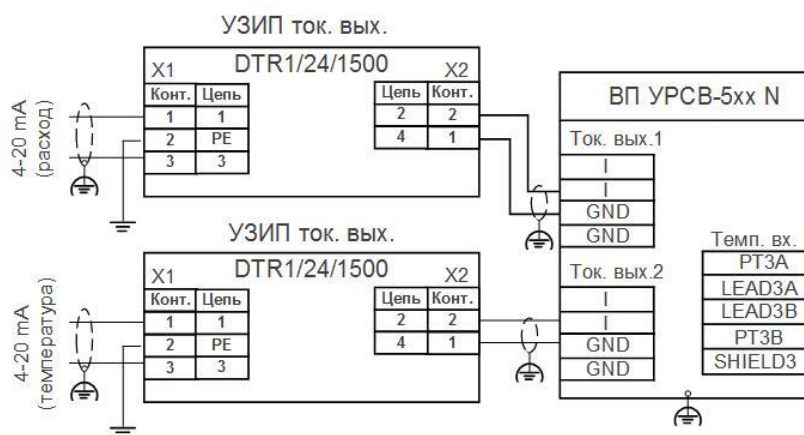 УЗИП ток. вых.
DTR1/24/1500
X1
X2
Конт. Цепь
1 1
2 PE
3 3
Цепь Конт.
2 2
4 1
4-20 mA
(расход)
УЗИП ток. вых.
DTR1/24/1500
X1
X2
Конт. Цепь
1 1
2 PE
3 3
Цепь Конт.
2 2
4 1
4-20 mA
(температура)
ВП УРСВ-5xx N
Ток. вых.1
I
I
GND
GND
Ток. вых.2
I
I
GND
GND
Темп. вх.
PT3A
LEAD3A
LEAD3B
PT3B
SHIELD3